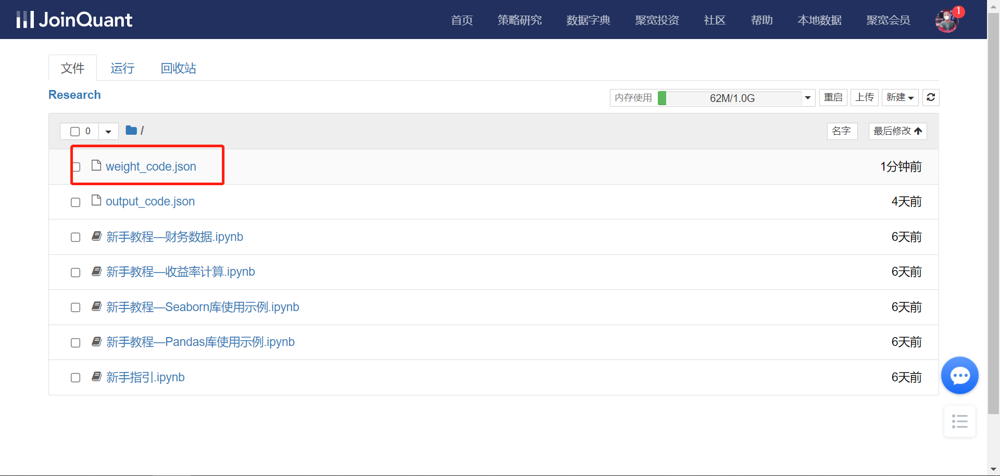 JoinQuant
首页 策略研究 数据字典 聚宽投资 社区 帮助 本地数据 聚宽会员 1
文件 运行 回收站
Research
内存使用 62M/1.0G 重启 上传 新建
0 / 名字 最后修改
weight_code.json 1分钟前
output_code.json 4天前
新手教程—财务数据.ipynb 6天前
新手教程—收益率计算.ipynb 6天前
新手教程—Seaborn库使用示例.ipynb 6天前
新手教程—Pandas库使用示例.ipynb 6天前
新手指引.ipynb 6天前